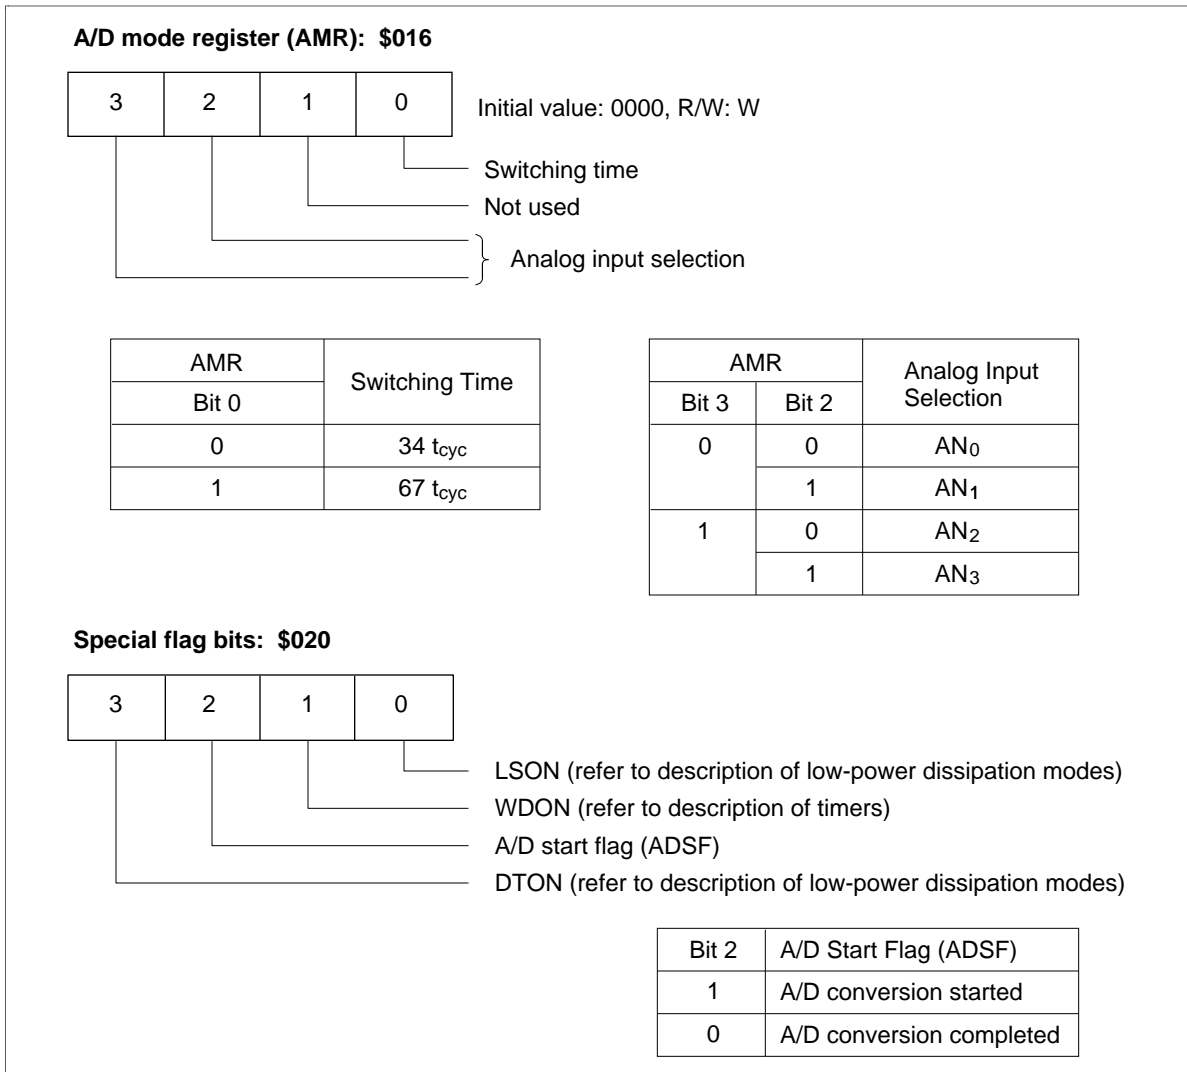 A/D mode register (AMR): $016
3 2 1 0
Initial value: 0000, R/W: W
Switching time
Not used
Analog input selection
AMR Switching Time
Bit 0
0 34 tcyc
1 67 tcyc
AMR Analog Input Selection
Bit 3 Bit 2
0 0 AN0
1 AN1
1 0 AN2
1 AN3
Special flag bits: $020
3 2 1 0
LSON (refer to description of low-power dissipation modes)
WDON (refer to description of timers)
A/D start flag (ADSF)
DTON (refer to description of low-power dissipation modes)
Bit 2 A/D Start Flag (ADSF)
1 A/D conversion started
0 A/D conversion completed